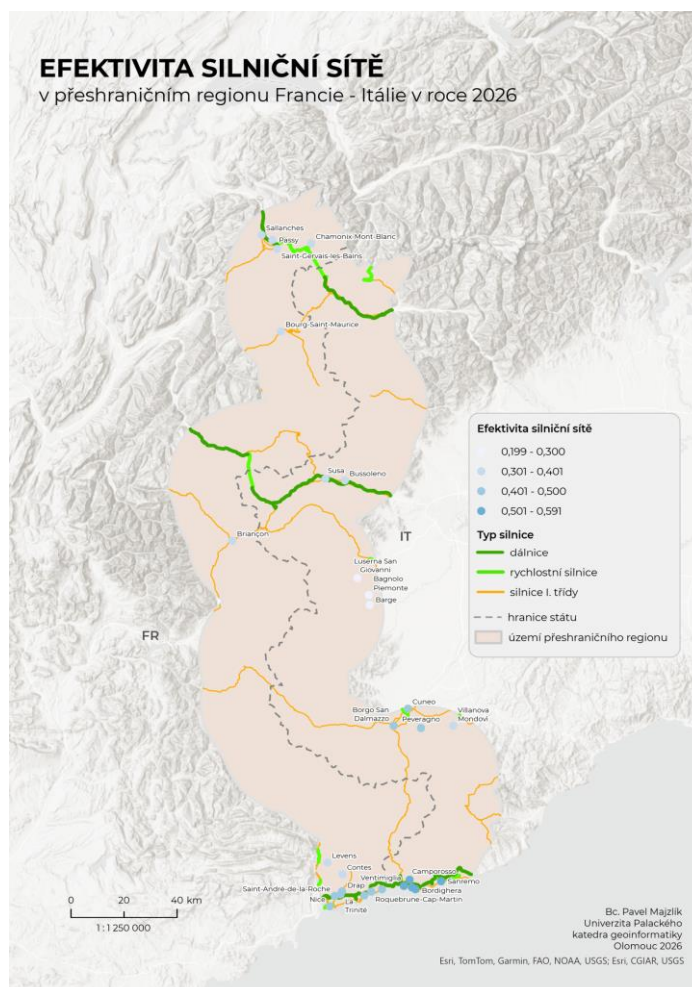 EFEKTIVITA SILNIČNÍ SÍTĚ
v přeshraničním regionu Francie - Itálie v roce 2026
Sallanches
Passy
Chamonix-Mont-Blanc
Saint-Gervais-les-Bains
Bourg-Saint-Maurice
Efektivita silniční sítě
0,199 - 0,300
0,301 - 0,401
0,401 - 0,500
0,501 - 0,591
Typ silnice
dálnice
rychlostní silnice
silnice I. třídy
hranice státu
území přeshraničního regionu
Susa
Bussoleno
Briançon
IT
Luserna San
Giovanni
Bagnolo
Piemonte
Barge
FR
Cuneo
Borgo San
Dalmazzo
Peveragno
Villanova
Mondovì
Levens
Contes
Camporosso
Ventimiglia
Sanremo
Drap
Bordighera
Saint-André-de-la-Roche
Nice
La
Trinité
Roquebrune-Cap-Martin
0 20 40 km
1 : 1 250 000
Bc. Pavel Majzlík
Univerzita Palackého
katedra geoinformatiky
Olomouc 2026
Esri, TomTom, Garmin, FAO, NOAA, USGS; Esri, CGIAR, USGS